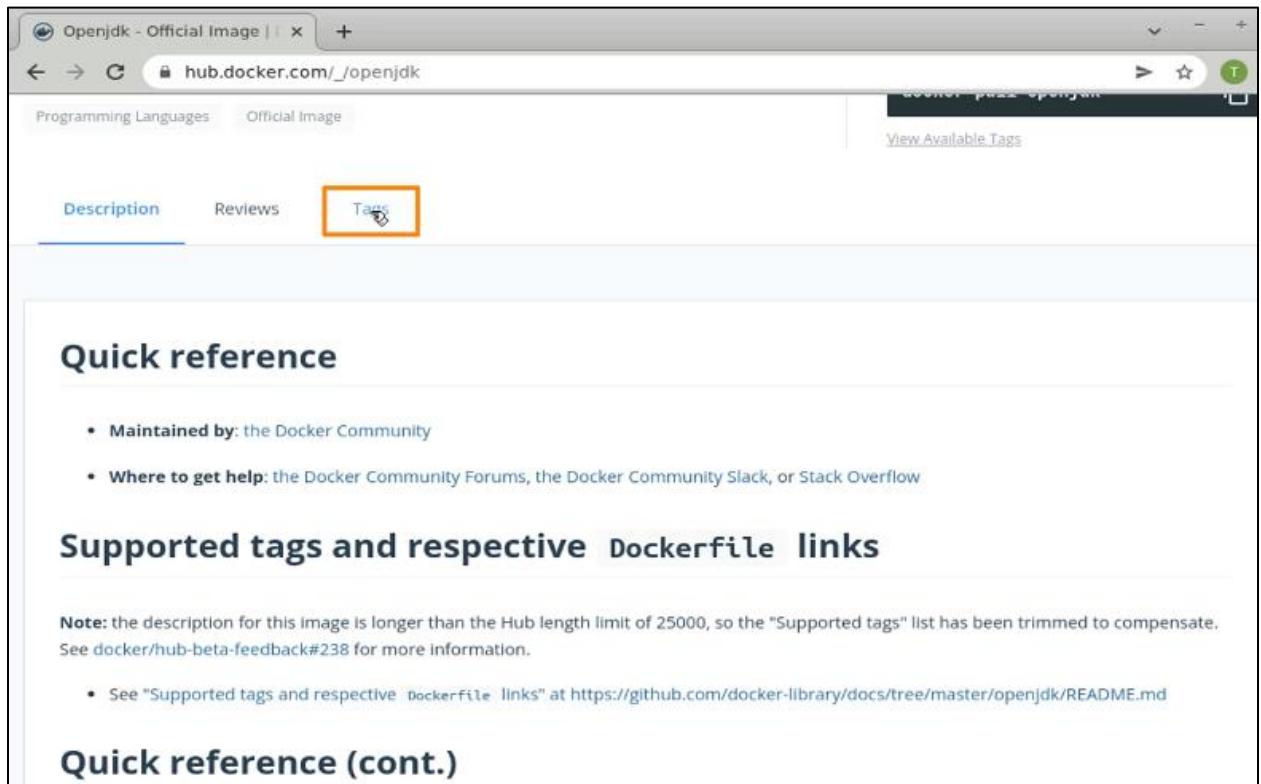 Openjdk - Official Image |
hub.docker.com/_/openjdk
T
Programming Languages Official Image
docker pull openjdk
View Available Tags
Description Reviews Tags
Quick reference
• Maintained by: the Docker Community
• Where to get help: the Docker Community Forums, the Docker Community Slack, or Stack Overflow
Supported tags and respective Dockerfile links
Note: the description for this image is longer than the Hub length limit of 25000, so the "Supported tags" list has been trimmed to compensate.
See docker/hub-beta-feedback#238 for more information.
• See "Supported tags and respective Dockerfile links" at https://github.com/docker-library/docs/tree/master/openjdk/README.md
Quick reference (cont.)